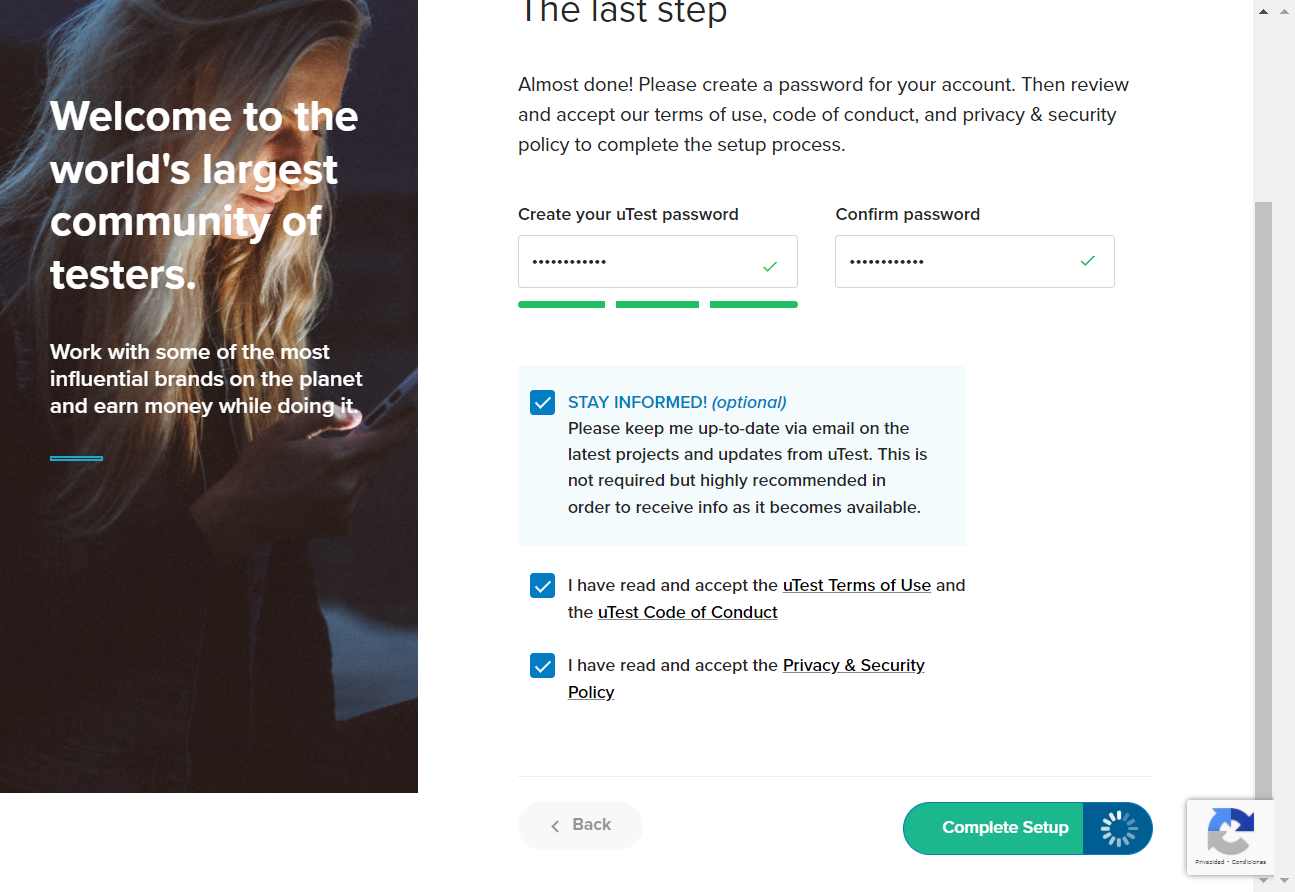 The last step
Welcome to the
world's largest
community of
testers.
Work with some of the most
influential brands on the planet
and earn money while doing it.
Almost done! Please create a password for your account. Then review
and accept our terms of use, code of conduct, and privacy & security
policy to complete the setup process.
Create your uTest password
Confirm password
••••••••••••
••••••••••••
STAY INFORMED! (optional)
Please keep me up-to-date via email on the
latest projects and updates from uTest. This is
not required but highly recommended in
order to receive info as it becomes available.
I have read and accept the uTest Terms of Use and
the uTest Code of Conduct
I have read and accept the Privacy & Security
Policy
Back
Complete Setup
Privacidad - Condiciones